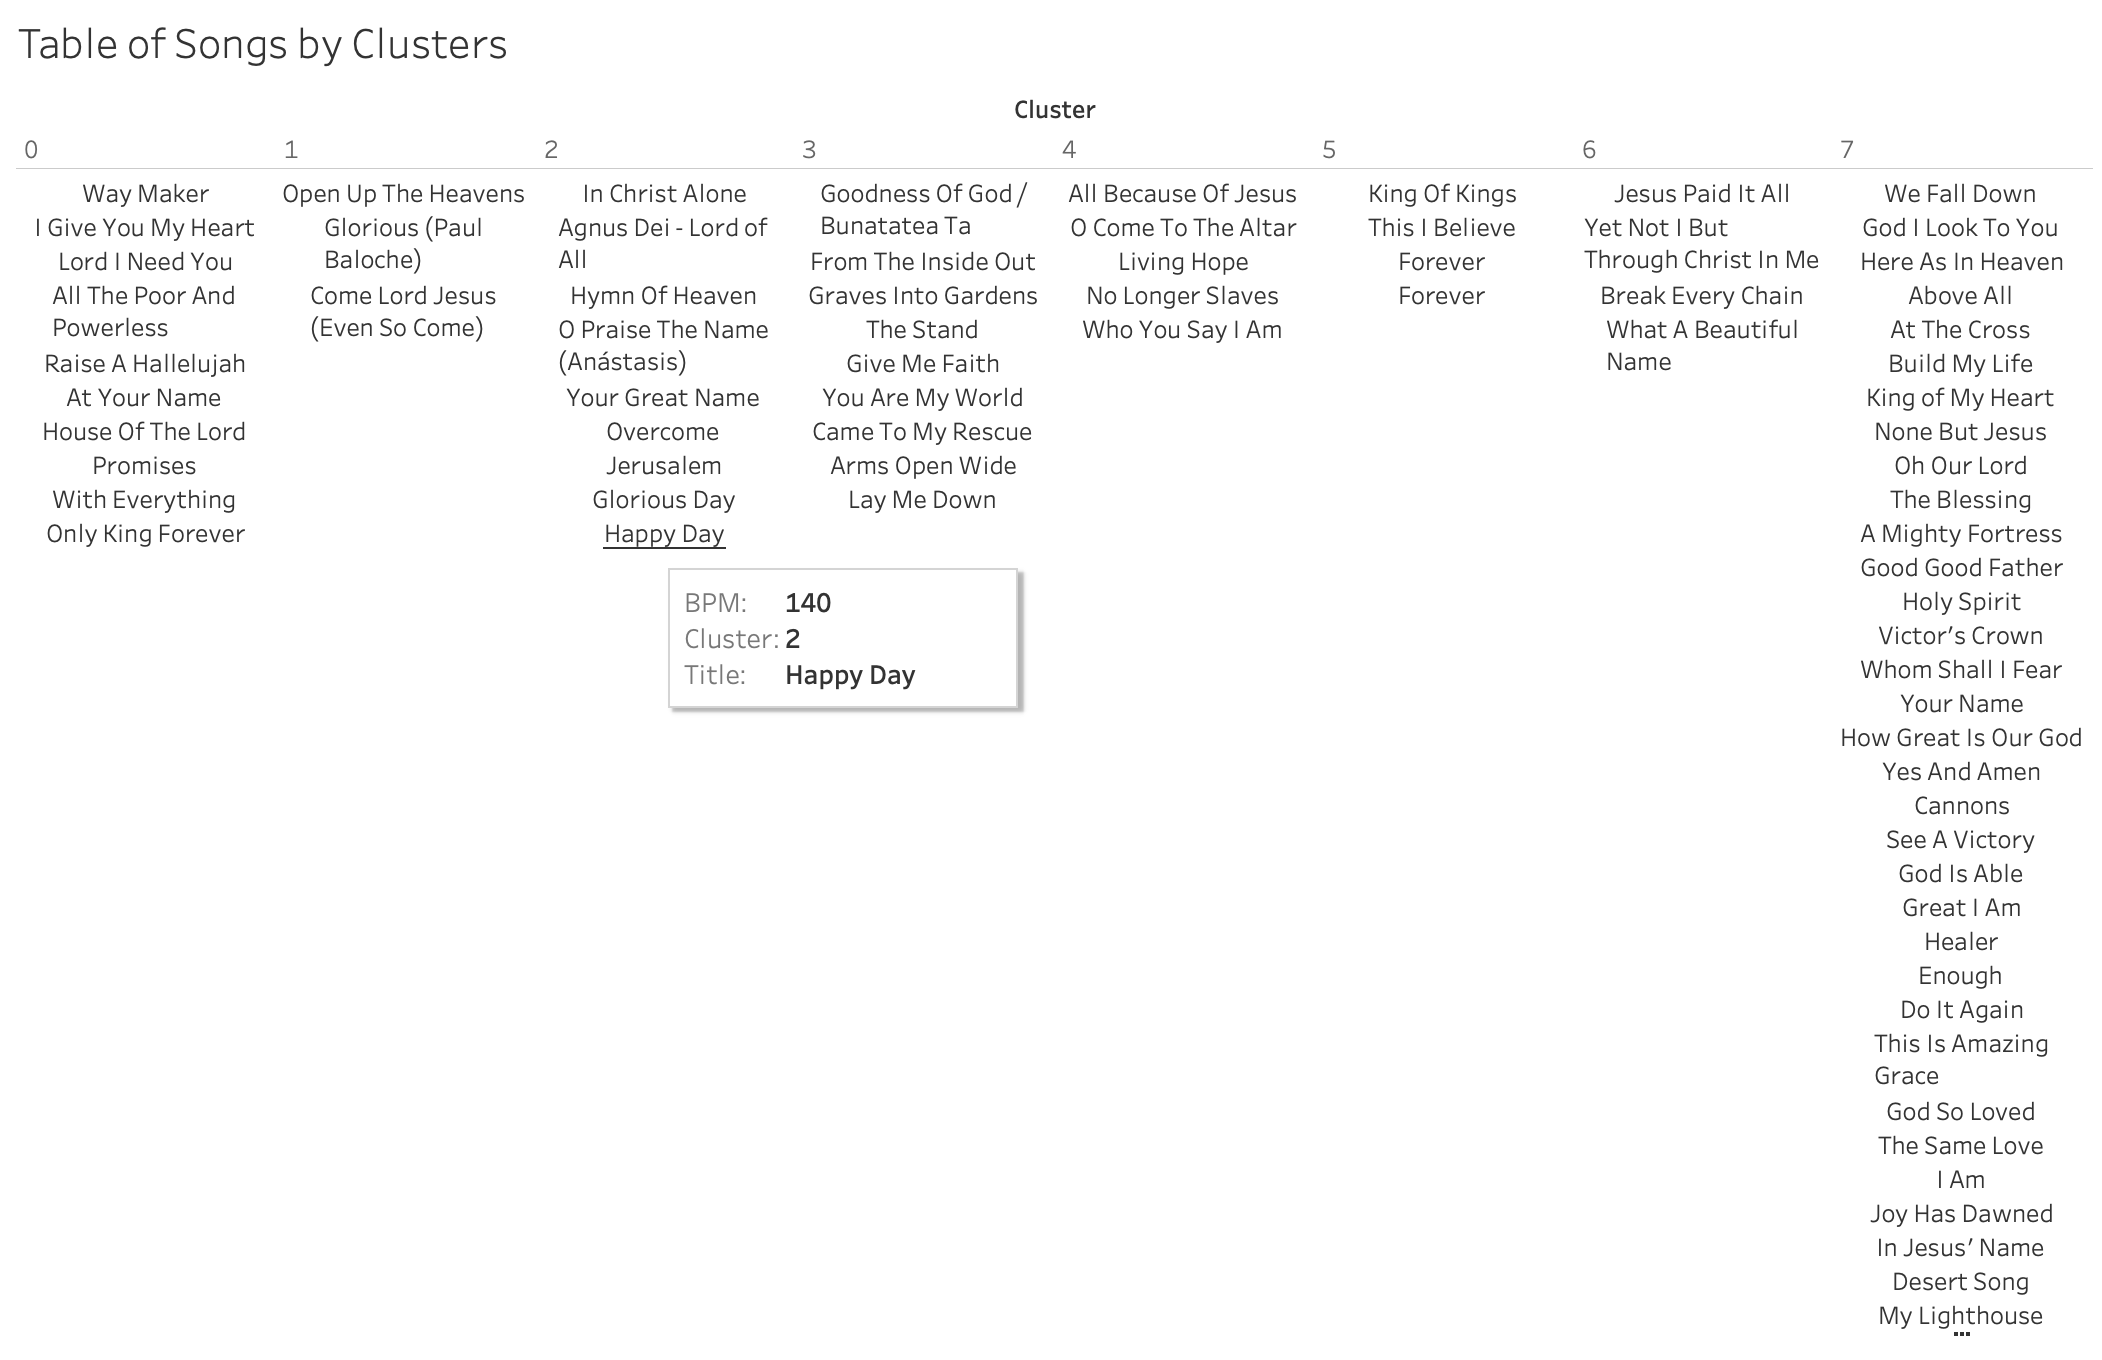 Table of Songs by Clusters
Cluster
0 1 2 3 4 5 6 7
Way Maker
I Give You My Heart
Lord I Need You
All The Poor And
Powerless
Raise A Hallelujah
At Your Name
House Of The Lord
Promises
With Everything
Only King Forever
Open Up The Heavens
Glorious (Paul
Baloche)
Come Lord Jesus
(Even So Come)
In Christ Alone
Agnus Dei - Lord of
All
Hymn Of Heaven
O Praise The Name
(Anástasis)
Your Great Name
Overcome
Jerusalem
Glorious Day
Happy Day
Goodness Of God /
Bunatatea Ta
From The Inside Out
Graves Into Gardens
The Stand
Give Me Faith
You Are My World
Came To My Rescue
Arms Open Wide
Lay Me Down
All Because Of Jesus
O Come To The Altar
Living Hope
No Longer Slaves
Who You Say I Am
King Of Kings
This I Believe
Forever
Forever
Jesus Paid It All
Yet Not I But
Through Christ In Me
Break Every Chain
What A Beautiful
Name
We Fall Down
God I Look To You
Here As In Heaven
Above All
At The Cross
Build My Life
King of My Heart
None But Jesus
Oh Our Lord
The Blessing
A Mighty Fortress
Good Good Father
Holy Spirit
Victor’s Crown
Whom Shall I Fear
Your Name
How Great Is Our God
Yes And Amen
Cannons
See A Victory
God Is Able
Great I Am
Healer
Enough
Do It Again
This Is Amazing
Grace
God So Loved
The Same Love
I Am
Joy Has Dawned
In Jesus’ Name
Desert Song
My Lighthouse
...
BPM: 140
Cluster: 2
Title: Happy Day